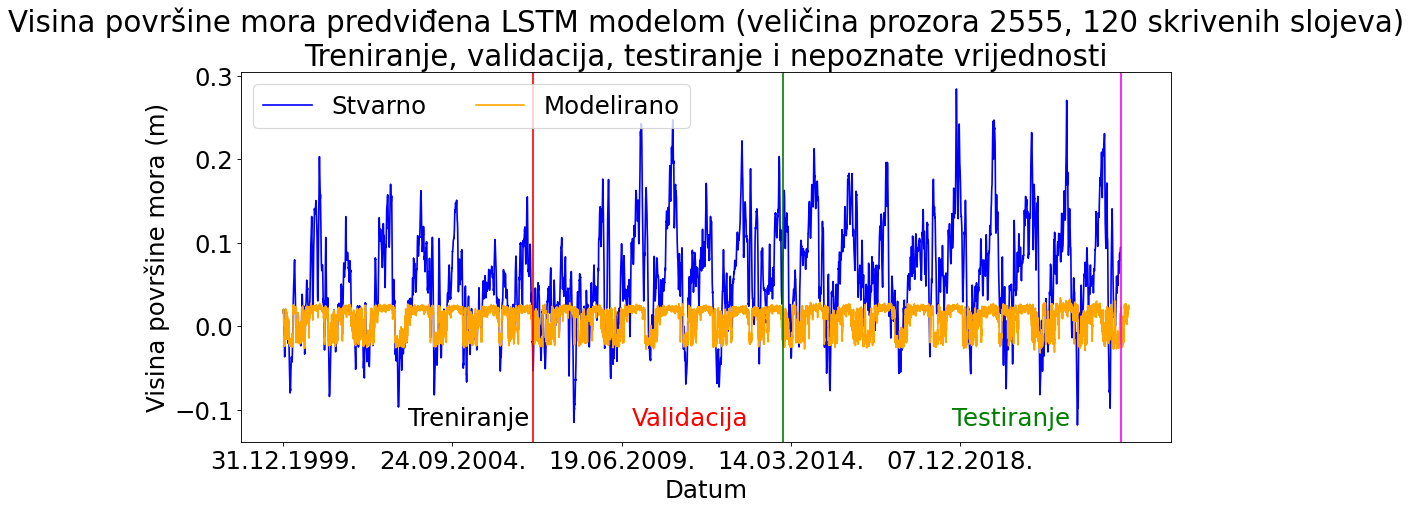 Visina površine mora predviđena LSTM modelom (veličina prozora 2555, 120 skrivenih slojeva)
Treniranje, validacija, testiranje i nepoznate vrijednosti
Visina površine mora (m)
0.3
0.2
0.1
0.0
−0.1
Stvarno Modelirano
Treniranje Validacija Testiranje
31.12.1999. 24.09.2004. 19.06.2009. 14.03.2014. 07.12.2018.
Datum